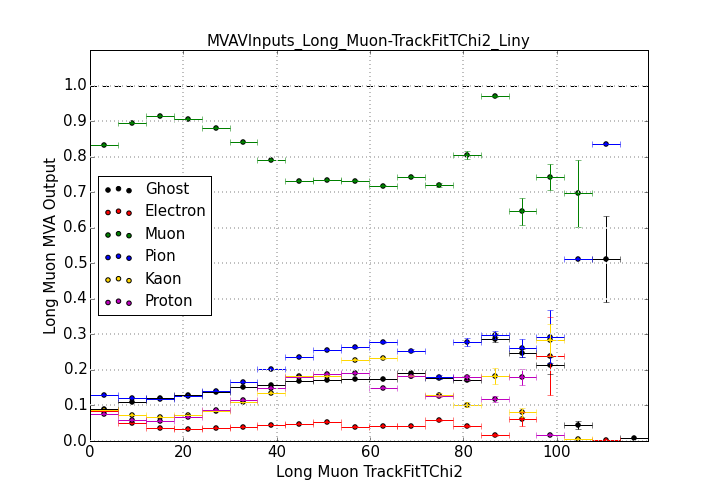 MVAVInputs_Long_Muon-TrackFitTChi2_Liny
Long Muon MVA Output
1.0
0.9
0.8
0.7
0.6
0.5
0.4
0.3
0.2
0.1
0.0
Ghost
Electron
Muon
Pion
Kaon
Proton
0 20 40 60 80 100
Long Muon TrackFitTChi2